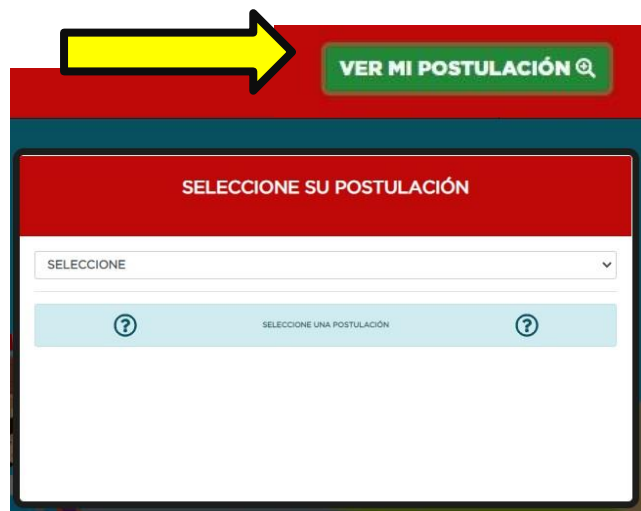 VER MI POSTULACIÓN
SELECCIONE SU POSTULACIÓN
SELECCIONE
SELECCIONE UNA POSTULACIÓN